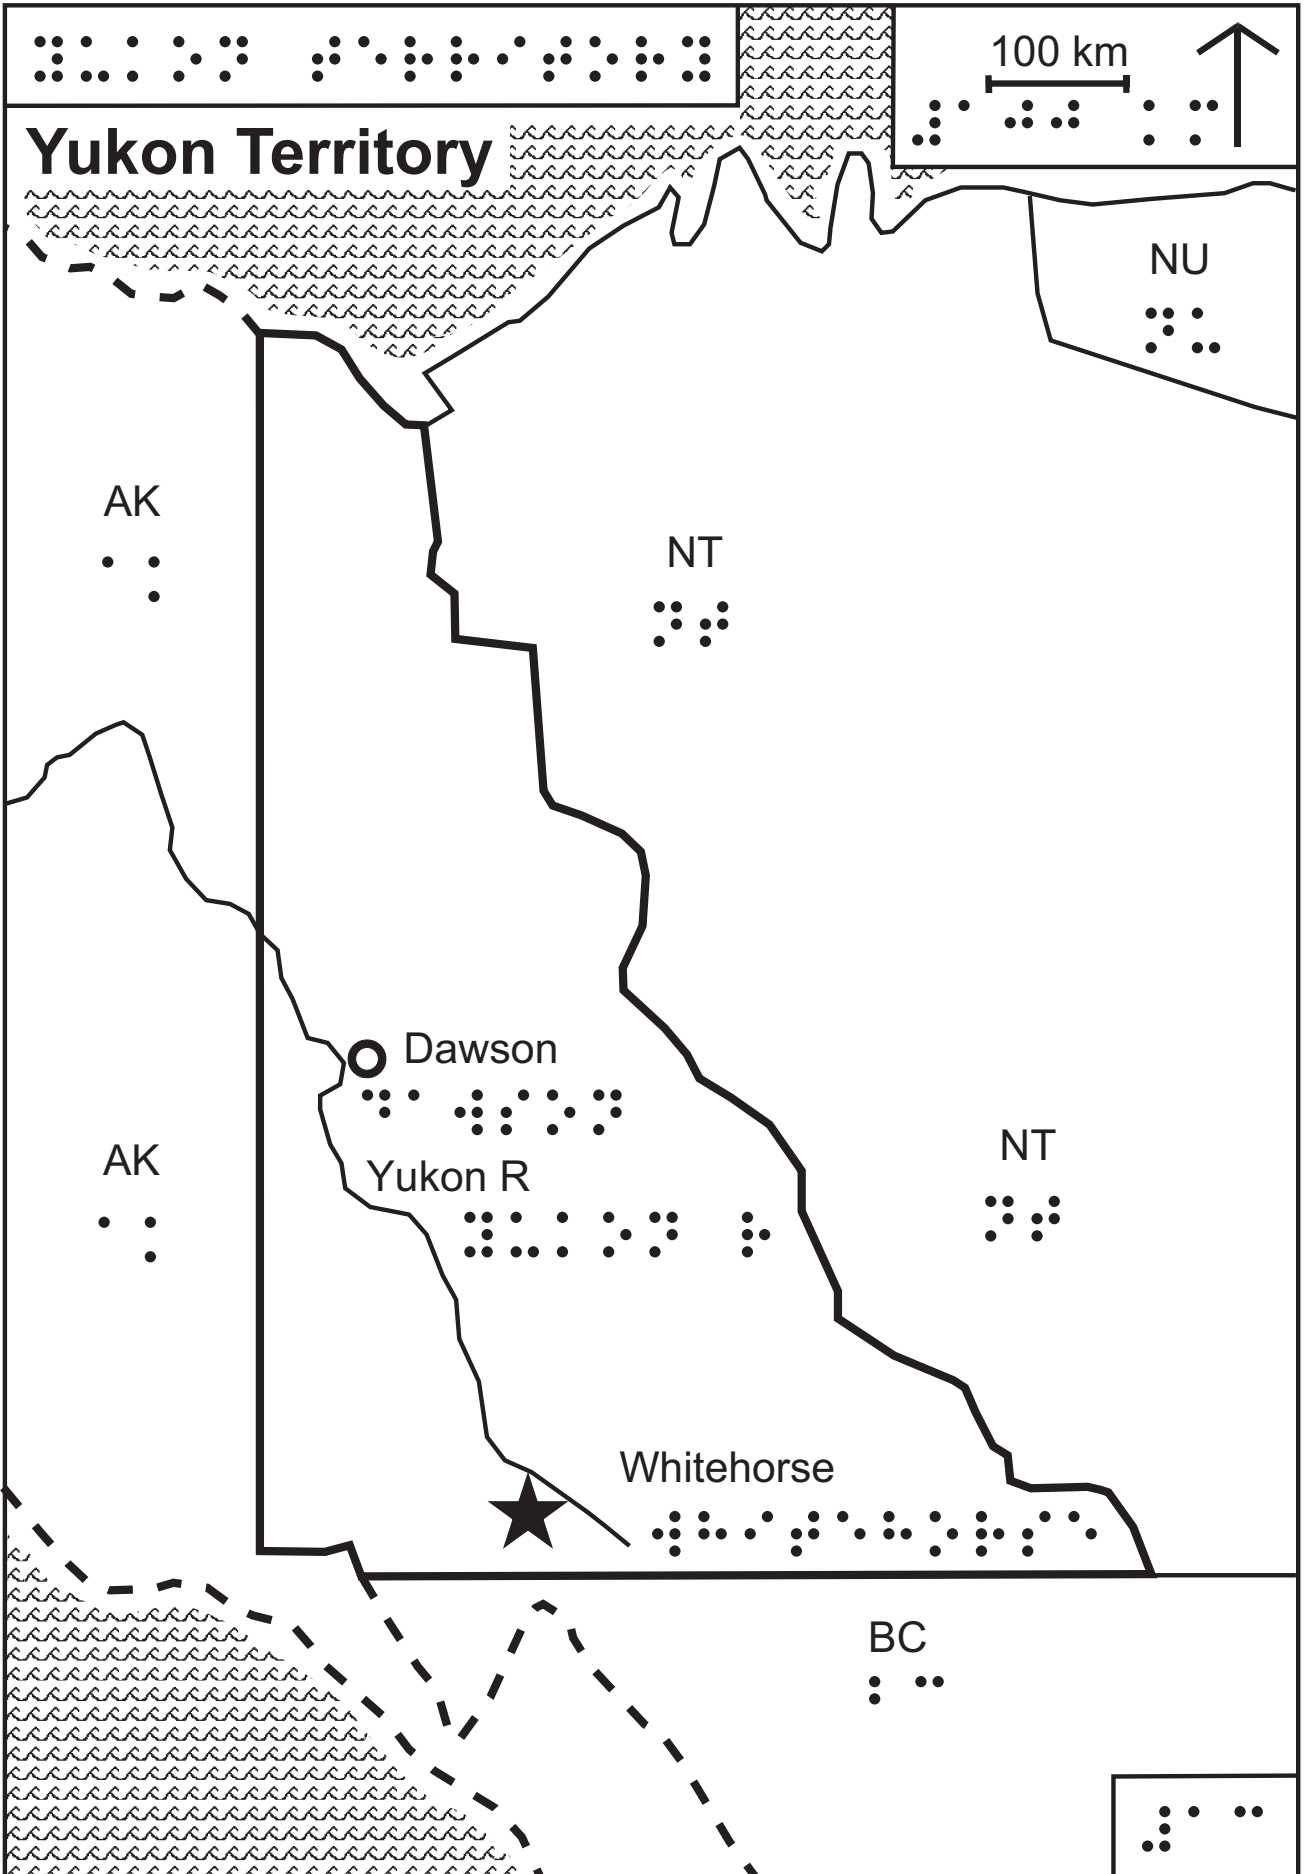 ⠽⠥⠅⠕⠝ ⠞⠑⠗⠗⠊⠞⠕⠗⠽
Yukon Territory
100 km
⠼⠁⠚⠚ ⠅⠍
NU
⠝⠥
AK
⠁⠅
NT
⠝⠞
Dawson
⠙⠁⠺⠎⠕⠝
AK
⠁⠅
Yukon R
⠽⠥⠅⠕⠝ ⠗
NT
⠝⠞
Whitehorse
⠺⠓⠊⠞⠑⠓⠕⠗⠎⠑
BC
⠃⠉
⠼⠁⠉